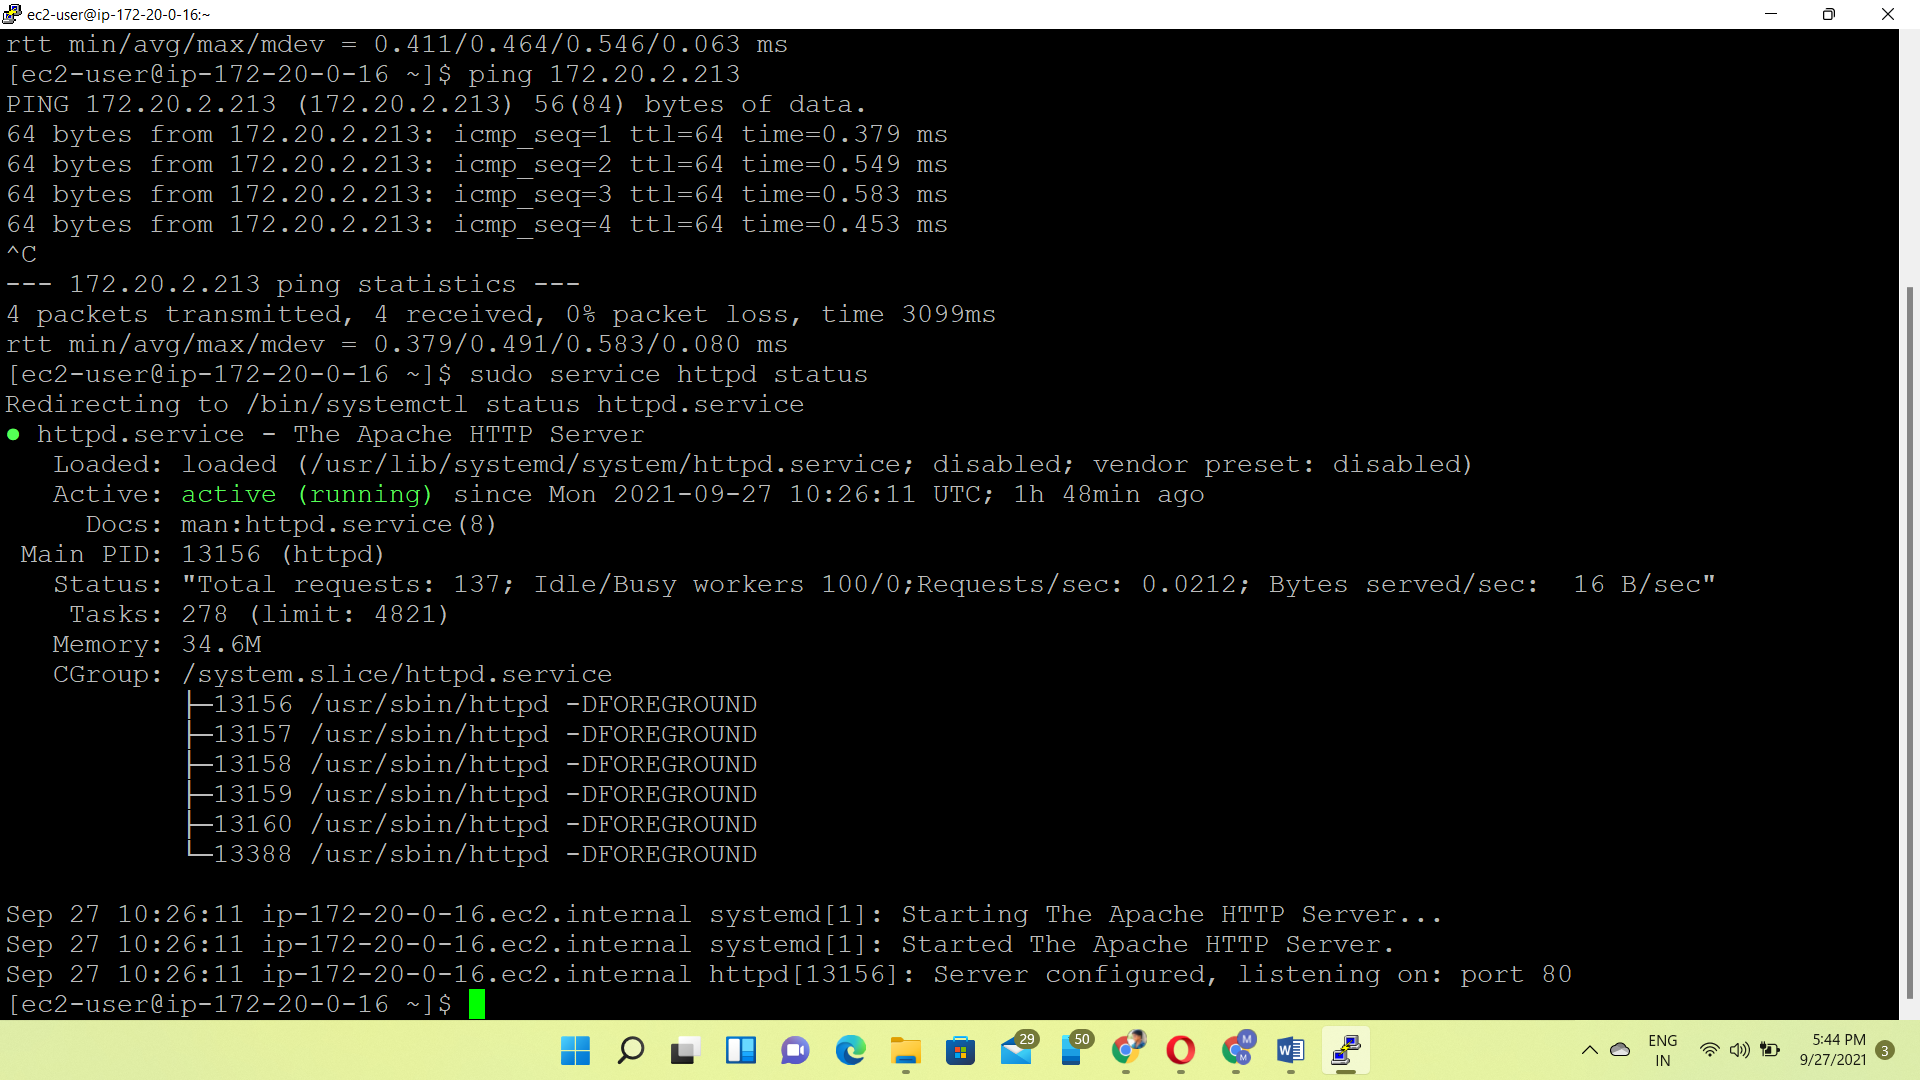 ec2-user@ip-172-20-0-16:~
rtt min/avg/max/mdev = 0.411/0.464/0.546/0.063 ms
[ec2-user@ip-172-20-0-16 ~]$ ping 172.20.2.213
PING 172.20.2.213 (172.20.2.213) 56(84) bytes of data.
64 bytes from 172.20.2.213: icmp_seq=1 ttl=64 time=0.379 ms
64 bytes from 172.20.2.213: icmp_seq=2 ttl=64 time=0.549 ms
64 bytes from 172.20.2.213: icmp_seq=3 ttl=64 time=0.583 ms
64 bytes from 172.20.2.213: icmp_seq=4 ttl=64 time=0.453 ms
^C
--- 172.20.2.213 ping statistics ---
4 packets transmitted, 4 received, 0% packet loss, time 3099ms
rtt min/avg/max/mdev = 0.379/0.491/0.583/0.080 ms
[ec2-user@ip-172-20-0-16 ~]$ sudo service httpd status
Redirecting to /bin/systemctl status httpd.service
● httpd.service - The Apache HTTP Server
   Loaded: loaded (/usr/lib/systemd/system/httpd.service; disabled; vendor preset: disabled)
   Active: active (running) since Mon 2021-09-27 10:26:11 UTC; 1h 48min ago
     Docs: man:httpd.service(8)
 Main PID: 13156 (httpd)
   Status: "Total requests: 137; Idle/Busy workers 100/0;Requests/sec: 0.0212; Bytes served/sec:  16 B/sec"
    Tasks: 278 (limit: 4821)
   Memory: 34.6M
   CGroup: /system.slice/httpd.service
           ├─13156 /usr/sbin/httpd -DFOREGROUND
           ├─13157 /usr/sbin/httpd -DFOREGROUND
           ├─13158 /usr/sbin/httpd -DFOREGROUND
           ├─13159 /usr/sbin/httpd -DFOREGROUND
           ├─13160 /usr/sbin/httpd -DFOREGROUND
           └─13388 /usr/sbin/httpd -DFOREGROUND
Sep 27 10:26:11 ip-172-20-0-16.ec2.internal systemd[1]: Starting The Apache HTTP Server...
Sep 27 10:26:11 ip-172-20-0-16.ec2.internal systemd[1]: Started The Apache HTTP Server.
Sep 27 10:26:11 ip-172-20-0-16.ec2.internal httpd[13156]: Server configured, listening on: port 80
[ec2-user@ip-172-20-0-16 ~]$
29 50 M M W ENG 5:44 PM
IN 9/27/2021 3